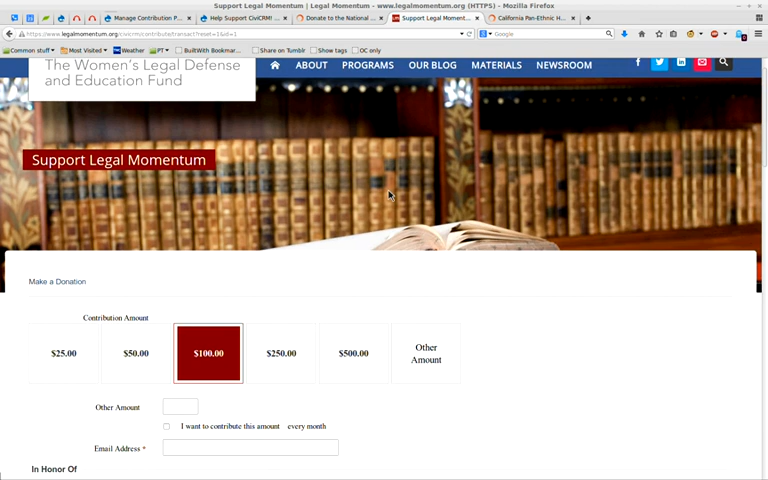 Support Legal Momentum | Legal Momentum - www.legalmomentum.org (HTTPS) - Mozilla Firefox
Manage Contribution P... Help Support CiviCRM! ... Donate to the National ... Support Legal Moment... California Pan-Ethnic H...
https://www.legalmomentum.org/civicrm/contribute/transact?reset=1&id=1 Google
Common stuff Most Visited Weather PT BuiltWith Bookmar... Share on Tumblr Show tags OC only
The Women's Legal Defense
and Education Fund
ABOUT PROGRAMS OUR BLOG MATERIALS NEWSROOM
Support Legal Momentum
Make a Donation
Contribution Amount
$25.00 $50.00 $100.00 $250.00 $500.00 Other
Amount
Other Amount
I want to contribute this amount every month
Email Address *
In Honor Of